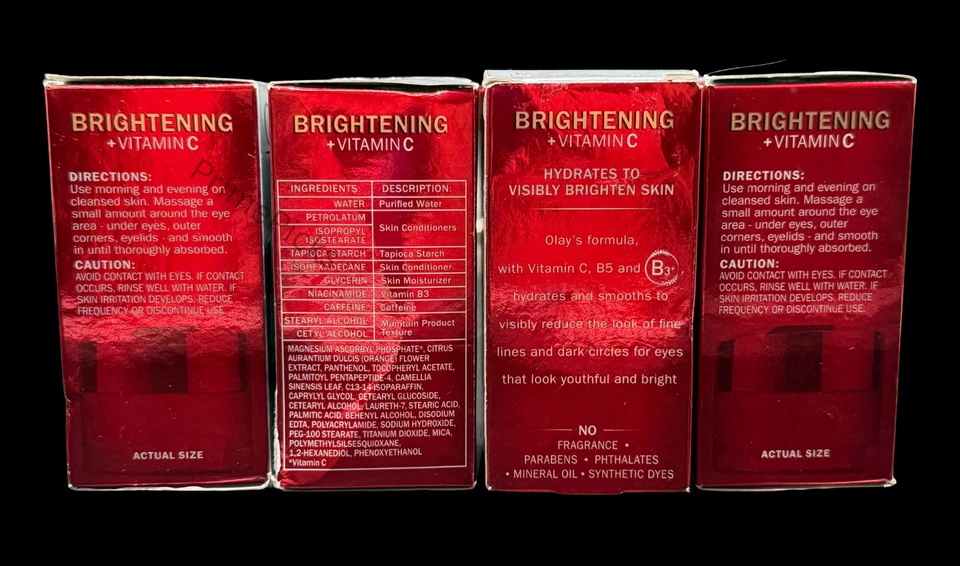 BRIGHTENING
+VITAMIN C
DIRECTIONS:
Use morning and evening on
cleansed skin. Massage a
small amount around the eye
area - under eyes, outer
corners, eyelids - and smooth
in until thoroughly absorbed.
CAUTION:
AVOID CONTACT WITH EYES. IF CONTACT
OCCURS, RINSE WELL WITH WATER. IF
SKIN IRRITATION DEVELOPS, REDUCE
FREQUENCY OR DISCONTINUE USE.
ACTUAL SIZE
BRIGHTENING
+VITAMIN C
INGREDIENTS: DESCRIPTION:
WATER Purified Water
PETROLATUM
ISOPROPYL
ISOSTEARATE
Skin Conditioners
TAPIOCA STARCH Tapioca Starch
ISOHEXADECANE Skin Conditioner
GLYCERIN Skin Moisturizer
NIACINAMIDE Vitamin B3
CAFFEINE Caffeine
STEARYL ALCOHOL
CETYL ALCOHOL
Maintain Product
Texture
MAGNESIUM ASCORBYL PHOSPHATE*, CITRUS
AURANTIUM DULCIS (ORANGE) FLOWER
EXTRACT, PANTHENOL, TOCOPHERYL ACETATE,
PALMITOYL PENTAPEPTIDE-4, CAMELLIA
SINENSIS LEAF, C13-14 ISOPARAFFIN,
CAPRYLYL GLYCOL, CETEARYL GLUCOSIDE,
CETEARYL ALCOHOL, LAURETH-7, STEARIC ACID,
PALMITIC ACID, BEHENYL ALCOHOL, DISODIUM
EDTA, POLYACRYLAMIDE, SODIUM HYDROXIDE,
PEG-100 STEARATE, TITANIUM DIOXIDE, MICA,
POLYMETHYLSILSESQUIOXANE,
1,2-HEXANEDIOL, PHENOXYETHANOL
*Vitamin C
BRIGHTENING
+VITAMIN C
HYDRATES TO
VISIBLY BRIGHTEN SKIN
Olay's formula,
with Vitamin C, B5 and B3+
hydrates and smooths to
visibly reduce the look of fine
lines and dark circles for eyes
that look youthful and bright
NO
FRAGRANCE •
PARABENS • PHTHALATES
• MINERAL OIL • SYNTHETIC DYES
BRIGHTENING
+VITAMIN C
DIRECTIONS:
Use morning and evening on
cleansed skin. Massage a
small amount around the eye
area - under eyes, outer
corners, eyelids - and smooth
in until thoroughly absorbed.
CAUTION:
AVOID CONTACT WITH EYES. IF CONTACT
OCCURS, RINSE WELL WITH WATER. IF
SKIN IRRITATION DEVELOPS, REDUCE
FREQUENCY OR DISCONTINUE USE.
ACTUAL SIZE